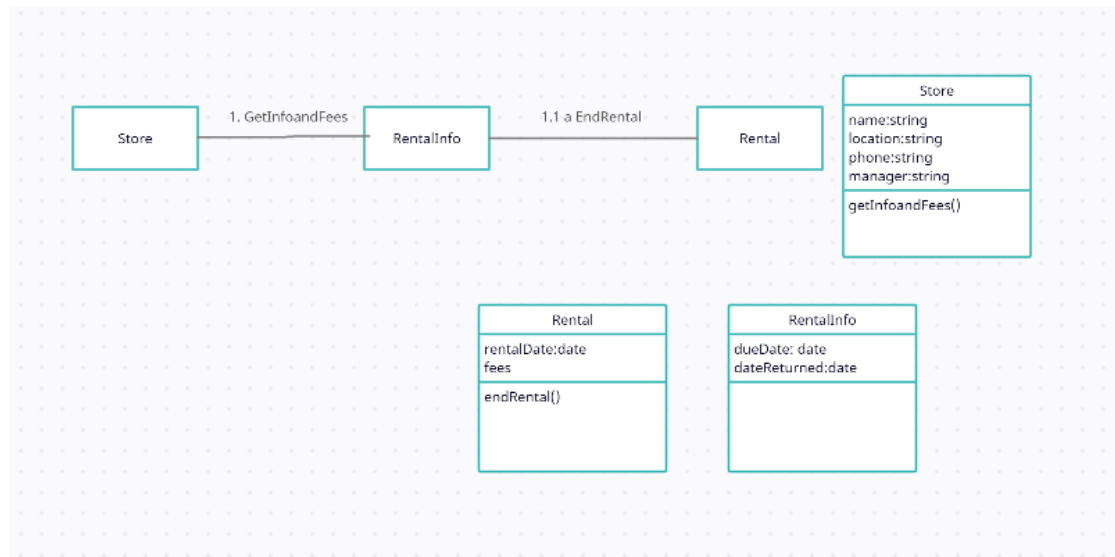 1. GetInfoandFees
1.1 a EndRental
Store
RentalInfo
Rental
Store
name:string
location:string
phone:string
manager:string
getInfoandFees()
Rental
rentalDate:date
fees
endRental()
RentalInfo
dueDate: date
dateReturned:date